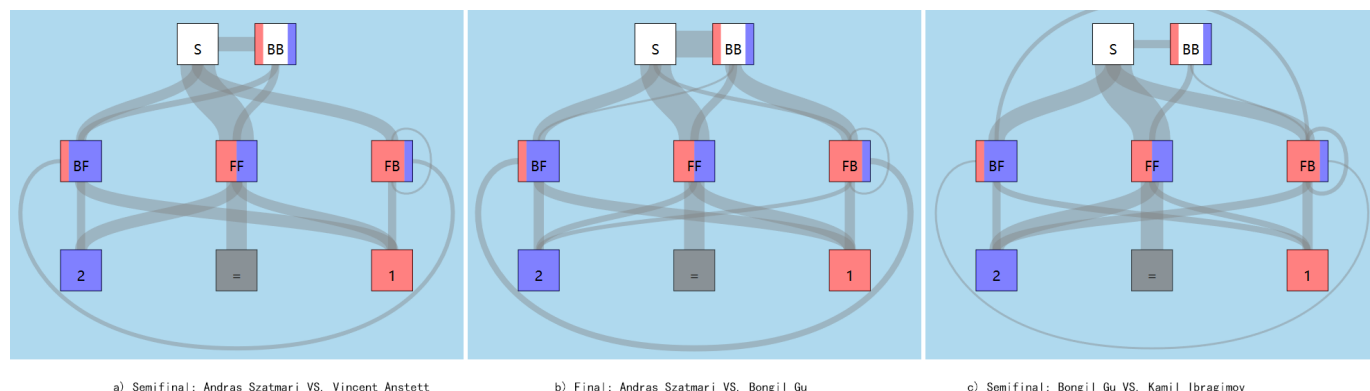 S BB S BB S BB
BF FF FB BF FF FB BF FF FB
2 = 1 2 = 1 2 = 1
a) Semifinal: Andras Szatmari VS. Vincent Anstett b) Final: Andras Szatmari VS. Bongil Gu c) Semifinal: Bongil Gu VS. Kamil Ibragimov